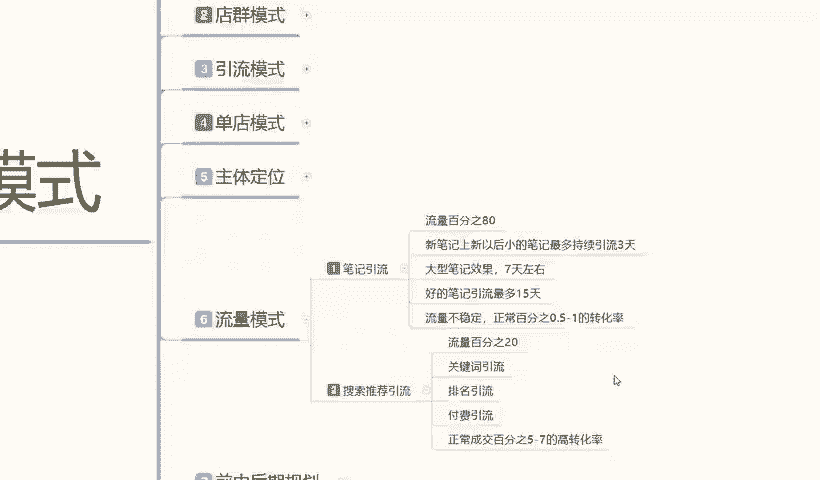 2 店群模式
3 引流模式
4 单店模式
5 主体定位
模式
6 流量模式
1 笔记引流
流量百分之80
新笔记上新以后小的笔记最多持续引流3天
大型笔记效果，7天左右
好的笔记引流最多15天
流量不稳定，正常百分之0.5-1的转化率
2 搜索推荐引流
流量百分之20
关键词引流
排名引流
付费引流
正常成交百分之5-7的高转化率